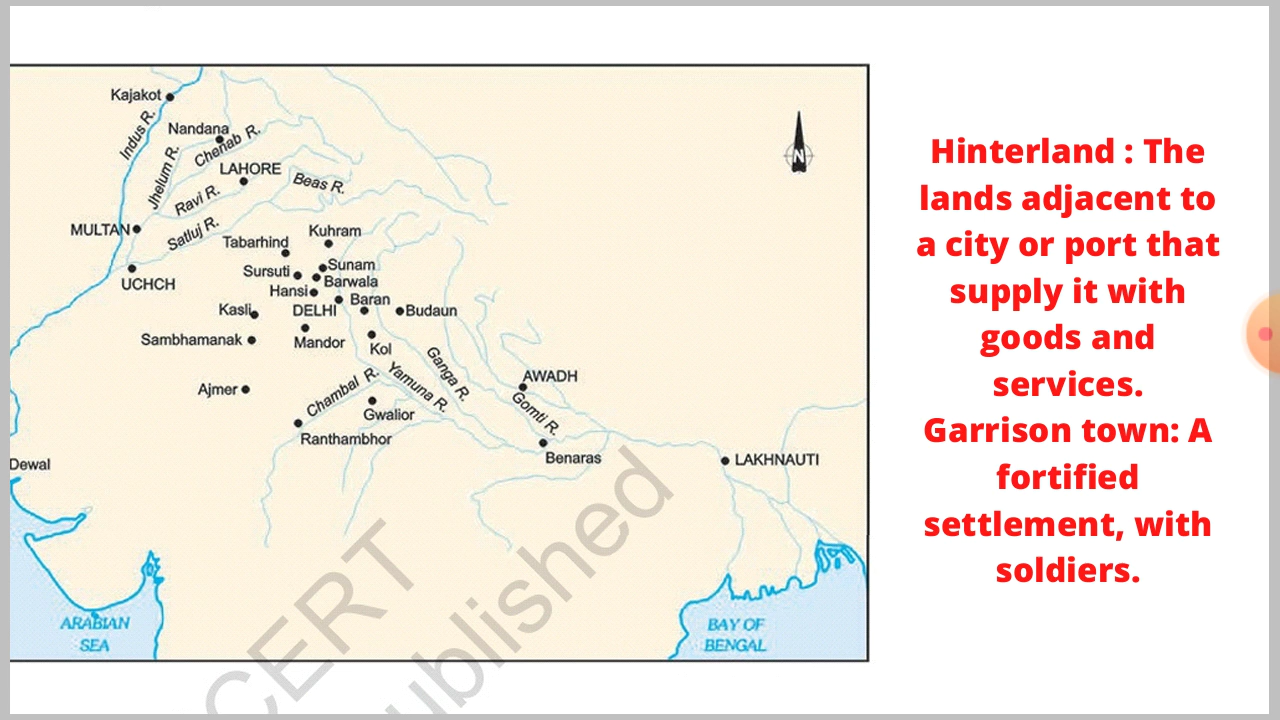 Kajakot
Indus R.
Nandana
Chenab R.
Jhelum R.
LAHORE
Beas R.
Ravi R.
MULTAN
Satluj R.
Kuhram
Tabarhind
Sursuti
Sunam
UCHCH
Barwala
Hansi
Baran
Kasli
DELHI
Budaun
Sambhamanak
Mandor
Kol
Ganga R.
Ajmer
Chambal R.
Yamuna R.
AWADH
Gomti R.
Gwalior
Ranthambhor
Benaras
LAKHNAUTI
Dewal
ARABIAN
SEA
BAY OF
BENGAL
N
CERT
ublished
Hinterland : The
lands adjacent to
a city or port that
supply it with
goods and
services.
Garrison town: A
fortified
settlement, with
soldiers.